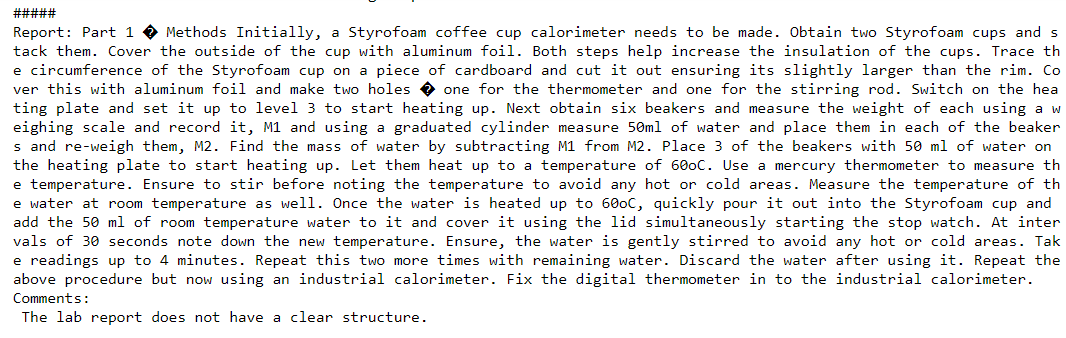 #####
Report: Part 1 � Methods Initially, a Styrofoam coffee cup calorimeter needs to be made. Obtain two Styrofoam cups and s
tack them. Cover the outside of the cup with aluminum foil. Both steps help increase the insulation of the cups. Trace th
e circumference of the Styrofoam cup on a piece of cardboard and cut it out ensuring its slightly larger than the rim. Co
ver this with aluminum foil and make two holes � one for the thermometer and one for the stirring rod. Switch on the hea
ting plate and set it up to level 3 to start heating up. Next obtain six beakers and measure the weight of each using a w
eighing scale and record it, M1 and using a graduated cylinder measure 50ml of water and place them in each of the beaker
s and re-weigh them, M2. Find the mass of water by subtracting M1 from M2. Place 3 of the beakers with 50 ml of water on
the heating plate to start heating up. Let them heat up to a temperature of 60oC. Use a mercury thermometer to measure th
e temperature. Ensure to stir before noting the temperature to avoid any hot or cold areas. Measure the temperature of th
e water at room temperature as well. Once the water is heated up to 60oC, quickly pour it out into the Styrofoam cup and
add the 50 ml of room temperature water to it and cover it using the lid simultaneously starting the stop watch. At inter
vals of 30 seconds note down the new temperature. Ensure, the water is gently stirred to avoid any hot or cold areas. Tak
e readings up to 4 minutes. Repeat this two more times with remaining water. Discard the water after using it. Repeat the
above procedure but now using an industrial calorimeter. Fix the digital thermometer in to the industrial calorimeter.
Comments:
The lab report does not have a clear structure.